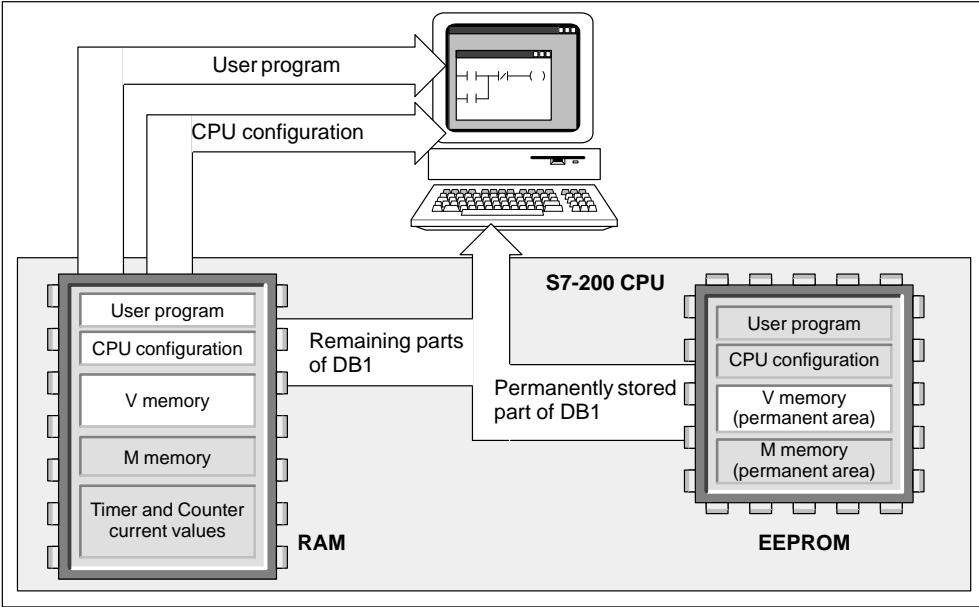 User program
CPU configuration
S7-200 CPU
User program
CPU configuration
V memory
M memory
Timer and Counter
current values
RAM
Remaining parts
of DB1
Permanently stored
part of DB1
User program
CPU configuration
V memory
(permanent area)
M memory
(permanent area)
EEPROM